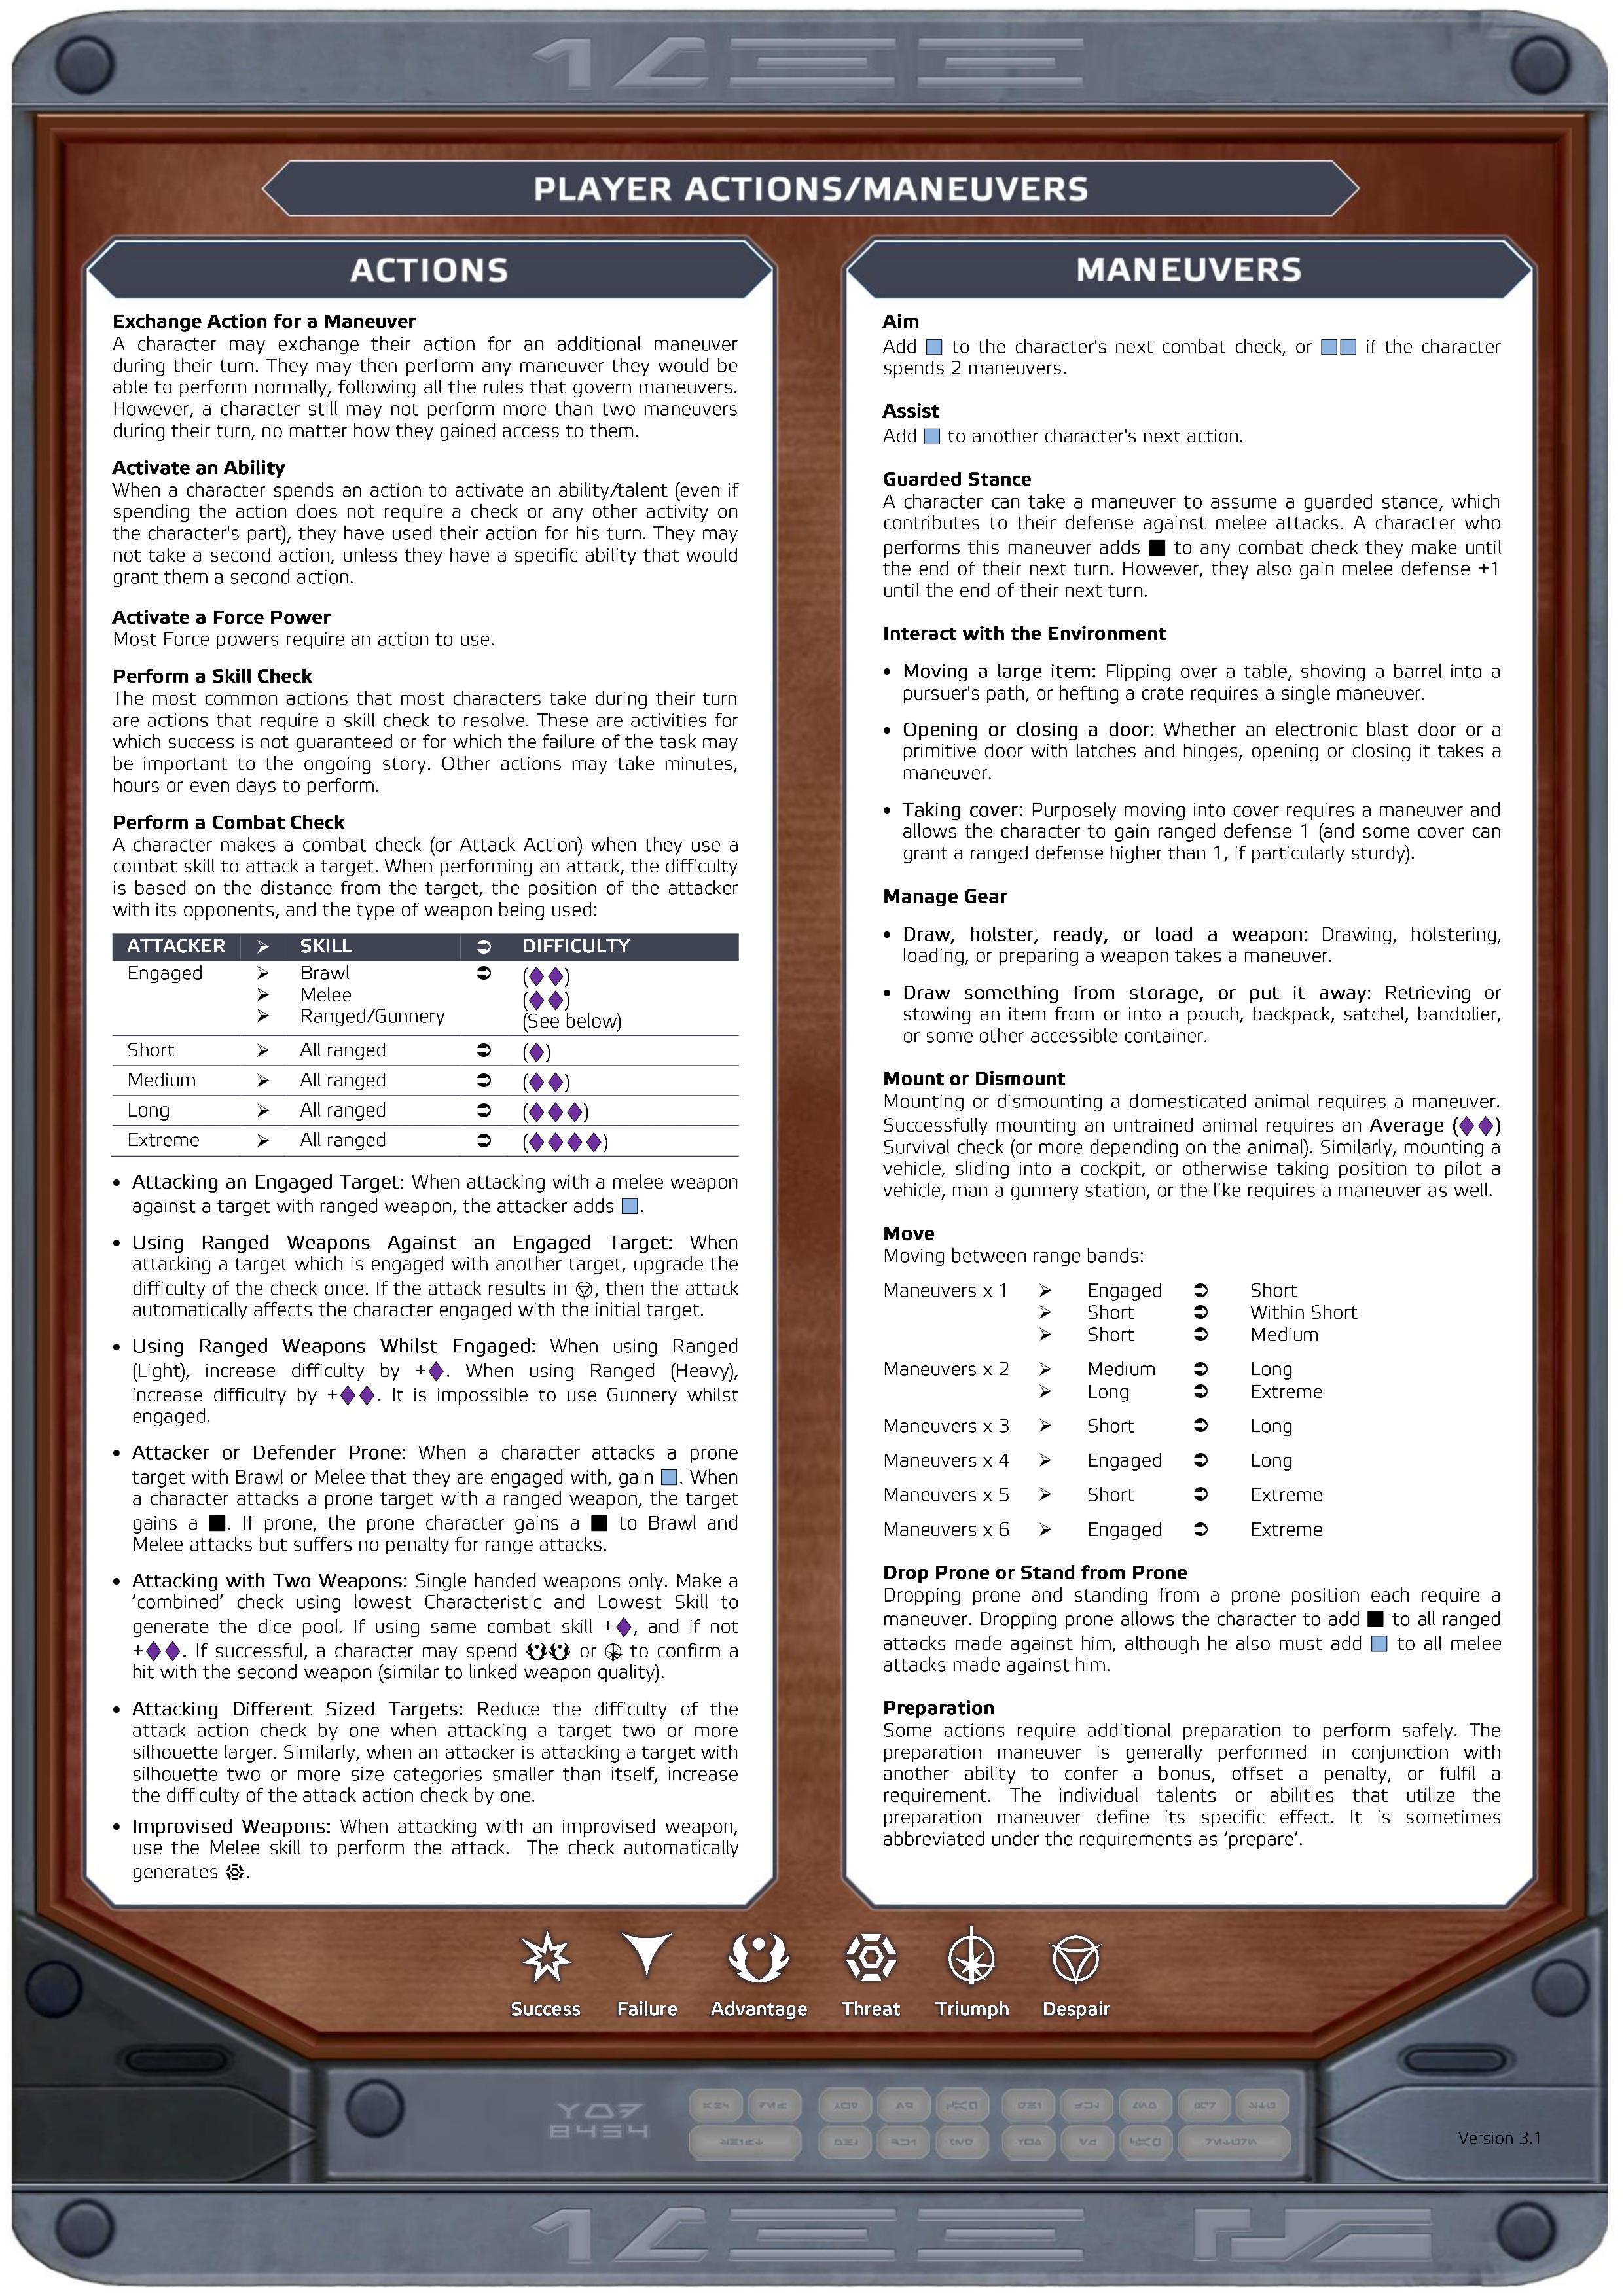 PLAYER ACTIONS/MANEUVERS
ACTIONS
Exchange Action for a Maneuver
A character may exchange their action for an additional maneuver
during their turn. They may then perform any maneuver they would be
able to perform normally, following all the rules that govern maneuvers.
However, a character still may not perform more than two maneuvers
during their turn, no matter how they gained access to them.
Activate an Ability
When a character spends an action to activate an ability/talent (even if
spending the action does not require a check or any other activity on
the character's part), they have used their action for his turn. They may
not take a second action, unless they have a specific ability that would
grant them a second action.
Activate a Force Power
Most Force powers require an action to use.
Perform a Skill Check
The most common actions that most characters take during their turn
are actions that require a skill check to resolve. These are activities for
which success is not guaranteed or for which the failure of the task may
be important to the ongoing story. Other actions may take minutes,
hours or even days to perform.
Perform a Combat Check
A character makes a combat check (or Attack Action) when they use a
combat skill to attack a target. When performing an attack, the difficulty
is based on the distance from the target, the position of the attacker
with its opponents, and the type of weapon being used:
ATTACKER ➢ SKILL ➲ DIFFICULTY
Engaged ➢ Brawl ➲ (♦♦)
➢ Melee (♦♦)
➢ Ranged/Gunnery (See below)
Short ➢ All ranged ➲ (♦)
Medium ➢ All ranged ➲ (♦♦)
Long ➢ All ranged ➲ (♦♦♦)
Extreme ➢ All ranged ➲ (♦♦♦♦)
• Attacking an Engaged Target: When attacking with a melee weapon
against a target with ranged weapon, the attacker adds ■.
• Using Ranged Weapons Against an Engaged Target: When
attacking a target which is engaged with another target, upgrade the
difficulty of the check once. If the attack results in , then the attack
automatically affects the character engaged with the initial target.
• Using Ranged Weapons Whilst Engaged: When using Ranged
(Light), increase difficulty by +♦. When using Ranged (Heavy),
increase difficulty by +♦♦. It is impossible to use Gunnery whilst
engaged.
• Attacker or Defender Prone: When a character attacks a prone
target with Brawl or Melee that they are engaged with, gain ■. When
a character attacks a prone target with a ranged weapon, the target
gains a ■. If prone, the prone character gains a ■ to Brawl and
Melee attacks but suffers no penalty for range attacks.
• Attacking with Two Weapons: Single handed weapons only. Make a
‘combined’ check using lowest Characteristic and Lowest Skill to
generate the dice pool. If using same combat skill +♦, and if not
+♦♦. If successful, a character may spend or to confirm a
hit with the second weapon (similar to linked weapon quality).
• Attacking Different Sized Targets: Reduce the difficulty of the
attack action check by one when attacking a target two or more
silhouette larger. Similarly, when an attacker is attacking a target with
silhouette two or more size categories smaller than itself, increase
the difficulty of the attack action check by one.
• Improvised Weapons: When attacking with an improvised weapon,
use the Melee skill to perform the attack. The check automatically
generates .
MANEUVERS
Aim
Add ■ to the character's next combat check, or ■■ if the character
spends 2 maneuvers.
Assist
Add ■ to another character's next action.
Guarded Stance
A character can take a maneuver to assume a guarded stance, which
contributes to their defense against melee attacks. A character who
performs this maneuver adds ■ to any combat check they make until
the end of their next turn. However, they also gain melee defense +1
until the end of their next turn.
Interact with the Environment
• Moving a large item: Flipping over a table, shoving a barrel into a
pursuer's path, or hefting a crate requires a single maneuver.
• Opening or closing a door: Whether an electronic blast door or a
primitive door with latches and hinges, opening or closing it takes a
maneuver.
• Taking cover: Purposely moving into cover requires a maneuver and
allows the character to gain ranged defense 1 (and some cover can
grant a ranged defense higher than 1, if particularly sturdy).
Manage Gear
• Draw, holster, ready, or load a weapon: Drawing, holstering,
loading, or preparing a weapon takes a maneuver.
• Draw something from storage, or put it away: Retrieving or
stowing an item from or into a pouch, backpack, satchel, bandolier,
or some other accessible container.
Mount or Dismount
Mounting or dismounting a domesticated animal requires a maneuver.
Successfully mounting an untrained animal requires an Average (♦♦)
Survival check (or more depending on the animal). Similarly, mounting a
vehicle, sliding into a cockpit, or otherwise taking position to pilot a
vehicle, man a gunnery station, or the like requires a maneuver as well.
Move
Moving between range bands:
Maneuvers x 1 ➢ Engaged ➲ Short
➢ Short ➲ Within Short
➢ Short ➲ Medium
Maneuvers x 2 ➢ Medium ➲ Long
➢ Long ➲ Extreme
Maneuvers x 3 ➢ Short ➲ Long
Maneuvers x 4 ➢ Engaged ➲ Long
Maneuvers x 5 ➢ Short ➲ Extreme
Maneuvers x 6 ➢ Engaged ➲ Extreme
Drop Prone or Stand from Prone
Dropping prone and standing from a prone position each require a
maneuver. Dropping prone allows the character to add ■ to all ranged
attacks made against him, although he also must add ■ to all melee
attacks made against him.
Preparation
Some actions require additional preparation to perform safely. The
preparation maneuver is generally performed in conjunction with
another ability to confer a bonus, offset a penalty, or fulfil a
requirement. The individual talents or abilities that utilize the
preparation maneuver define its specific effect. It is sometimes
abbreviated under the requirements as ‘prepare’.
Success Failure Advantage Threat Triumph Despair
Version 3.1